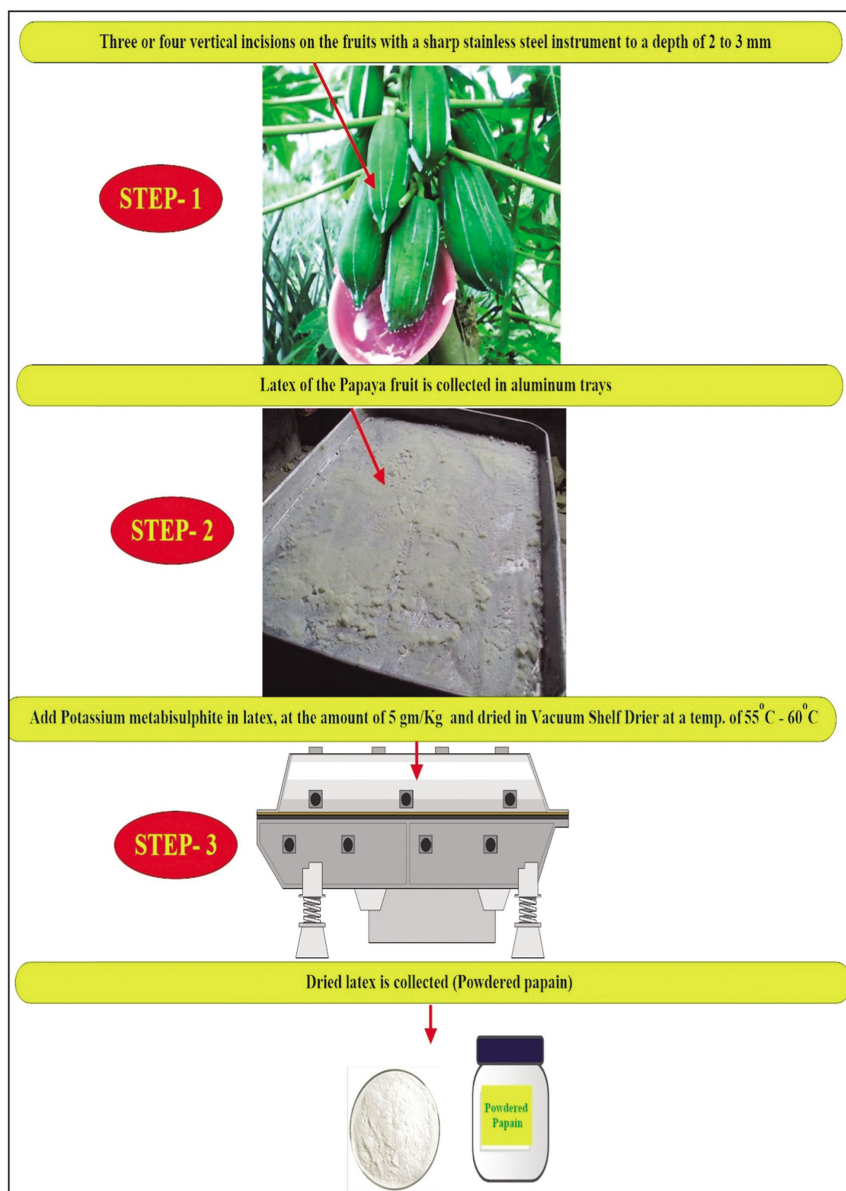 Three or four vertical incisions on the fruits with a sharp stainless steel instrument to a depth of 2 to 3 mm
STEP- 1
Latex of the Papaya fruit is collected in aluminum trays
STEP- 2
Add Potassium metabisulphite in latex, at the amount of 5 gm/Kg and dried in Vacuum Shelf Drier at a temp. of 55°C - 60°C
STEP- 3
Dried latex is collected (Powdered papain)
Powdered
Papain